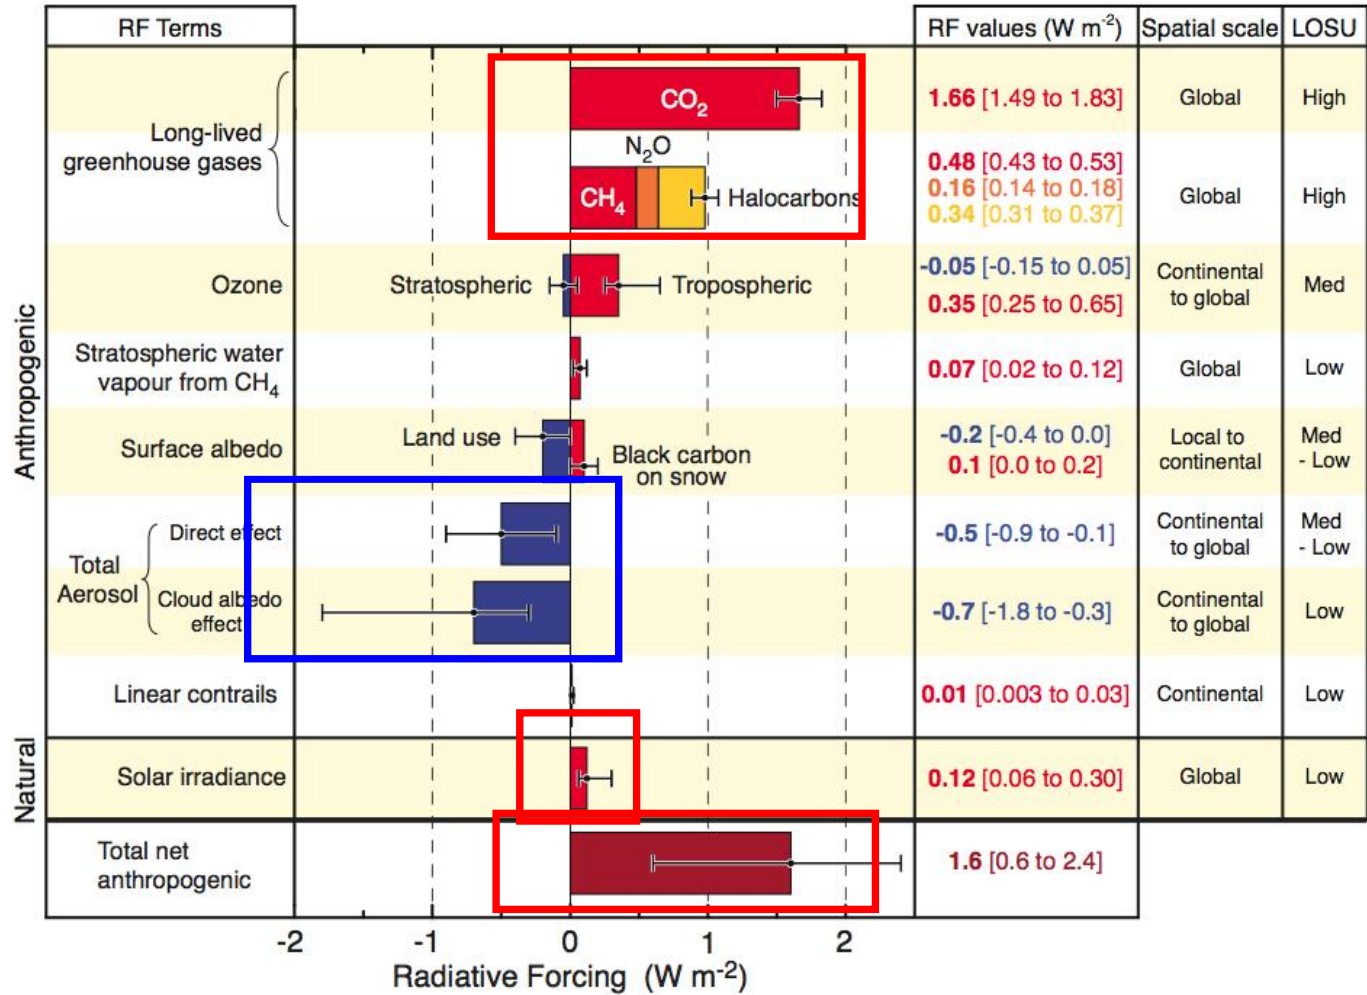 RF Terms
RF values (W m-2)
Spatial scale
LOSU
Anthropogenic
Natural
Long-lived
greenhouse gases
CO2
1.66 [1.49 to 1.83]
Global
High
N2O
CH4
Halocarbons
0.48 [0.43 to 0.53]
0.16 [0.14 to 0.18]
0.34 [0.31 to 0.37]
Global
High
Ozone
Stratospheric
Tropospheric
-0.05 [-0.15 to 0.05]
0.35 [0.25 to 0.65]
Continental
to global
Med
Stratospheric water
vapour from CH4
0.07 [0.02 to 0.12]
Global
Low
Surface albedo
Land use
Black carbon
on snow
-0.2 [-0.4 to 0.0]
0.1 [0.0 to 0.2]
Local to
continental
Med
- Low
Total
Aerosol
Direct effect
-0.5 [-0.9 to -0.1]
Continental
to global
Med
- Low
Cloud albedo
effect
-0.7 [-1.8 to -0.3]
Continental
to global
Low
Linear contrails
0.01 [0.003 to 0.03]
Continental
Low
Solar irradiance
0.12 [0.06 to 0.30]
Global
Low
Total net
anthropogenic
1.6 [0.6 to 2.4]
-2 -1 0 1 2
Radiative Forcing (W m-2)